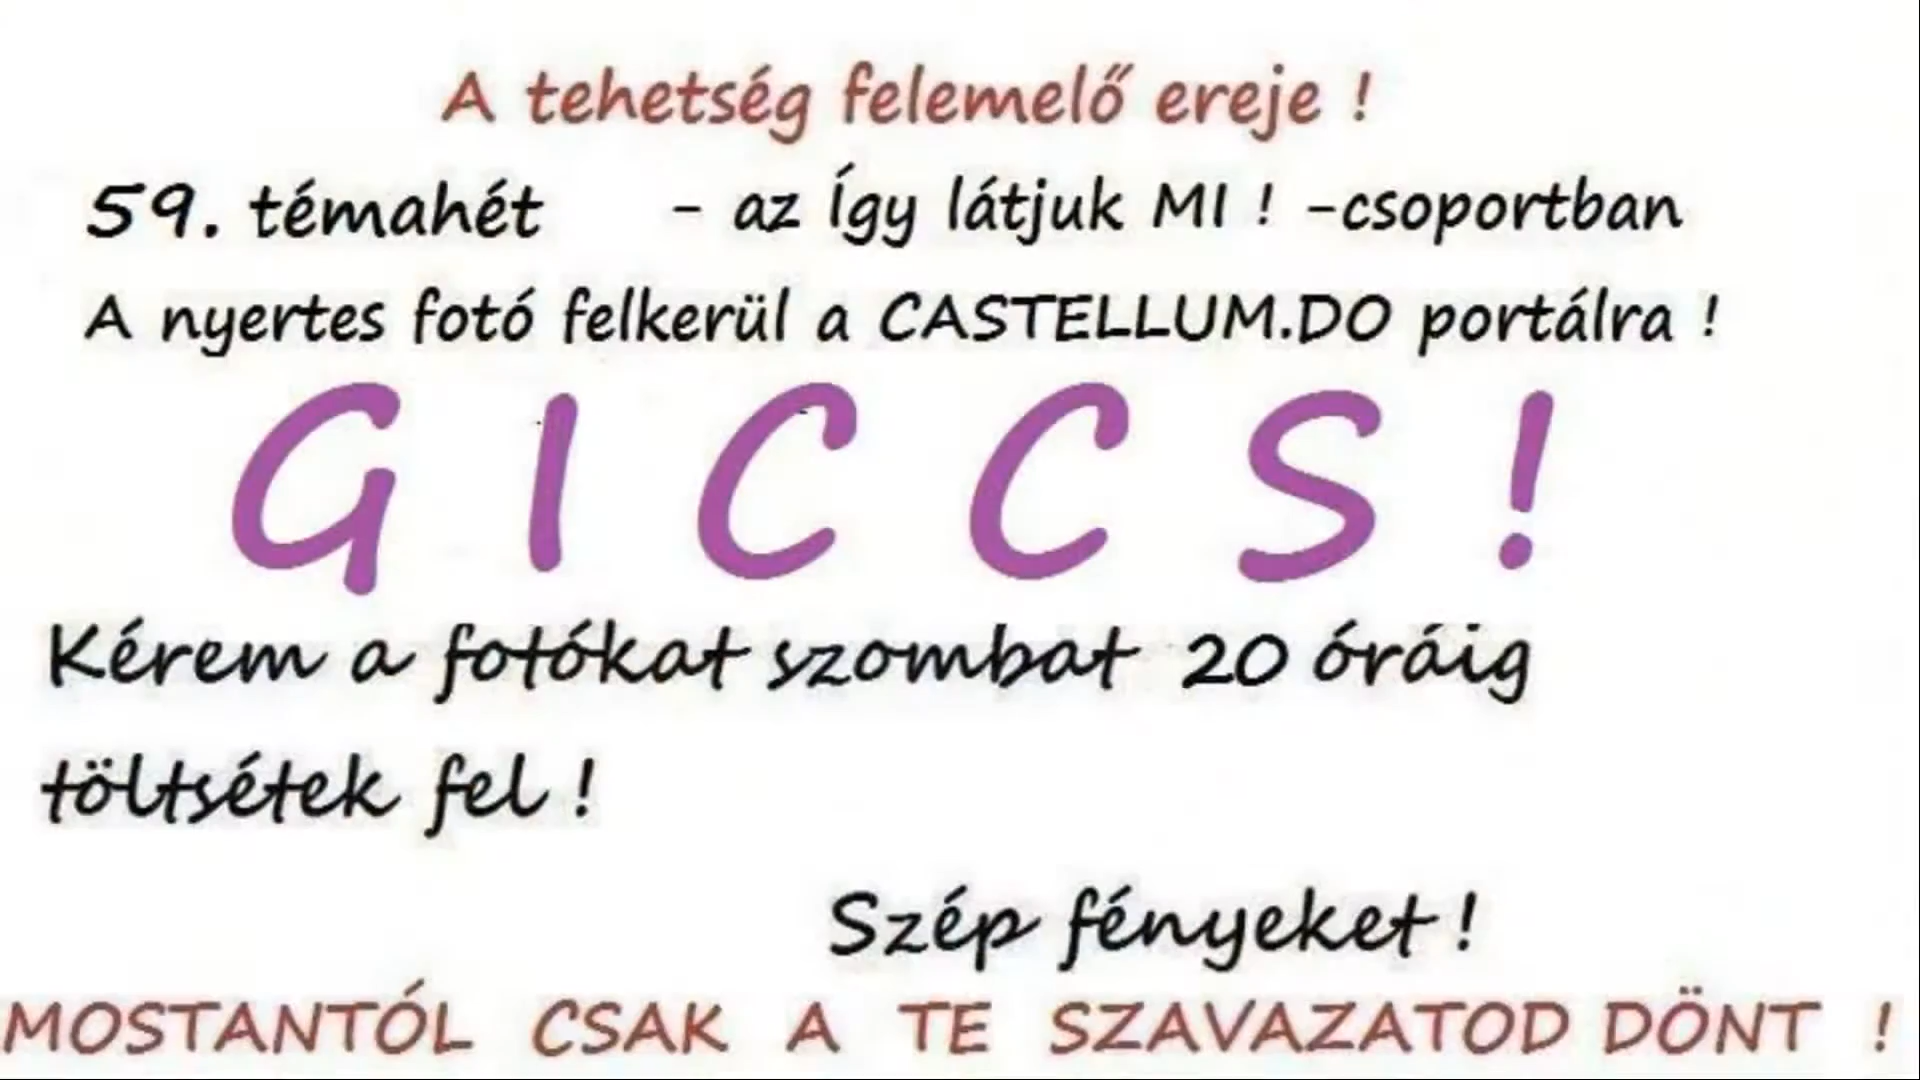 A tehetség felemelő ereje !
59. témahét - az Így látjuk MI ! -csoportban
A nyertes fotó felkerül a CASTELLUM.DO portálra !
G I C C S !
Kérem a fotókat szombat 20 óráig
töltsétek fel !
Szép fényeket !
MOSTANTÓL CSAK A TE SZAVAZATOD DÖNT !